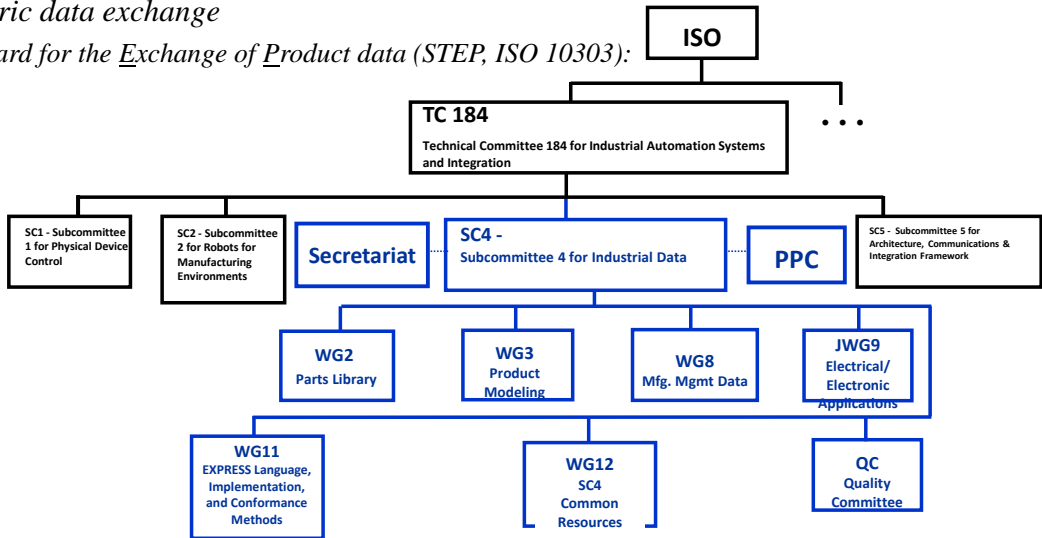 ric data exchange
ard for the Exchange of Product data (STEP, ISO 10303):
ISO
TC 184
Technical Committee 184 for Industrial Automation Systems
and Integration
...
SC1 - Subcommittee
1 for Physical Device
Control
SC2 - Subcommittee
2 for Robots for
Manufacturing
Environments
Secretariat
SC4 -
Subcommittee 4 for Industrial Data
PPC
SC5 - Subcommittee 5 for
Architecture, Communications &
Integration Framework
WG2
Parts Library
WG3
Product
Modeling
WG8
Mfg. Mgmt Data
JWG9
Electrical/
Electronic
Applications
WG11
EXPRESS Language,
Implementation,
and Conformance
Methods
WG12
SC4
Common
Resources
QC
Quality
Committee